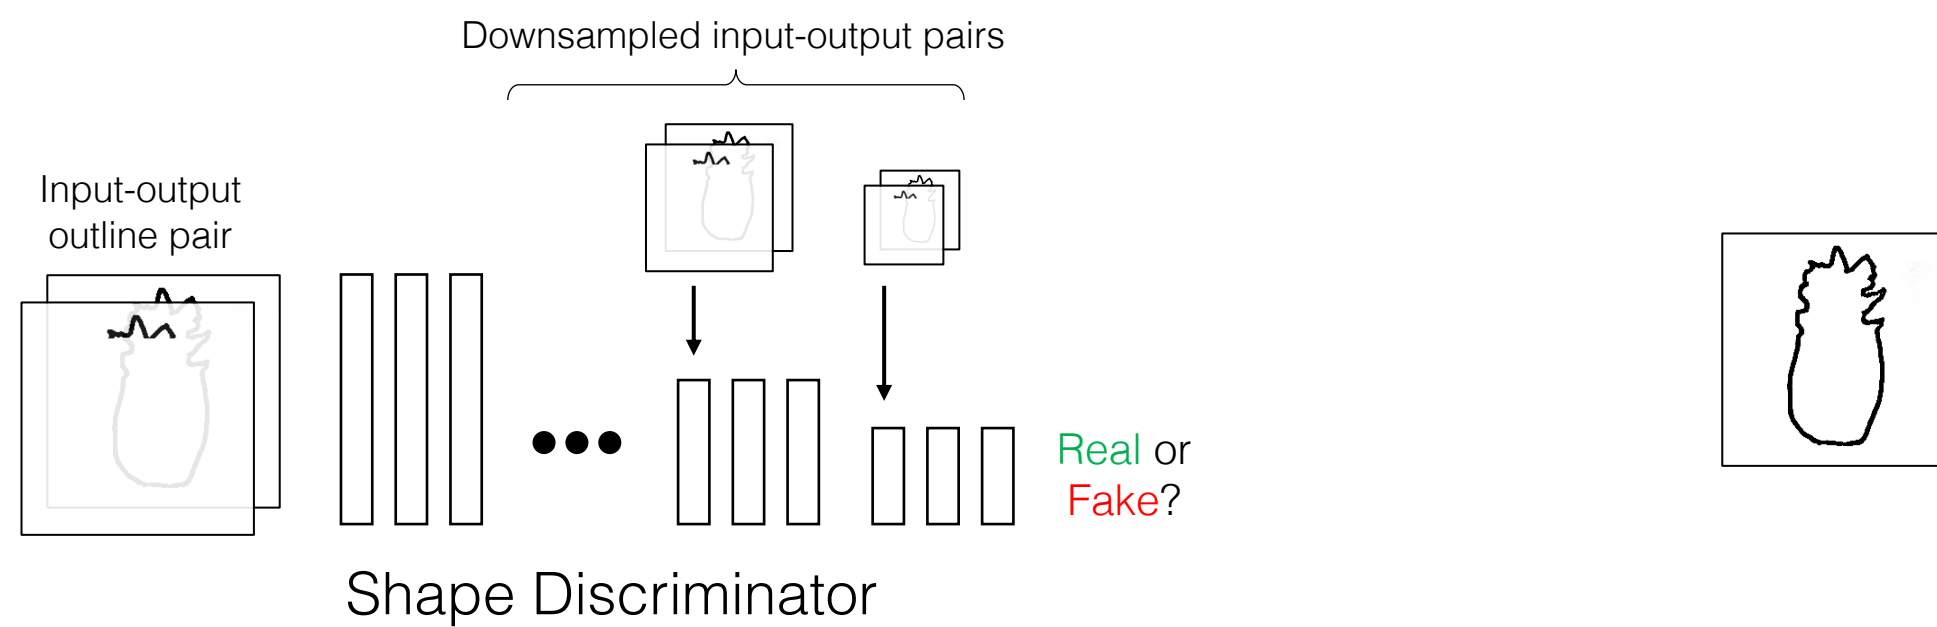 Downsampled input-output pairs
Input-output
outline pair
Real or
Fake?
Shape Discriminator